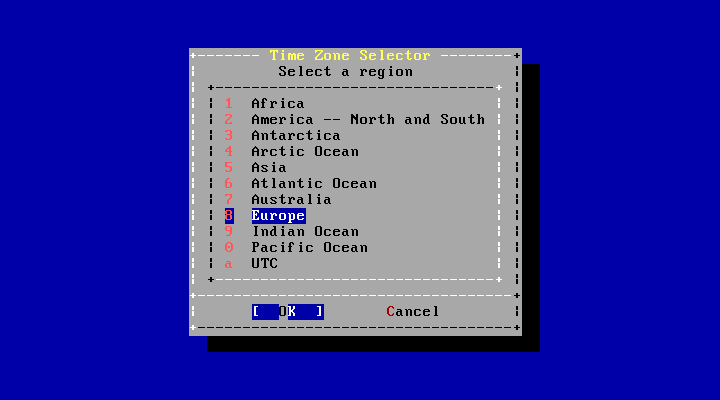 Time Zone Selector
Select a region
1 Africa
2 America -- North and South
3 Antarctica
4 Arctic Ocean
5 Asia
6 Atlantic Ocean
7 Australia
8 Europe
9 Indian Ocean
0 Pacific Ocean
a UTC
[ OK ] Cancel